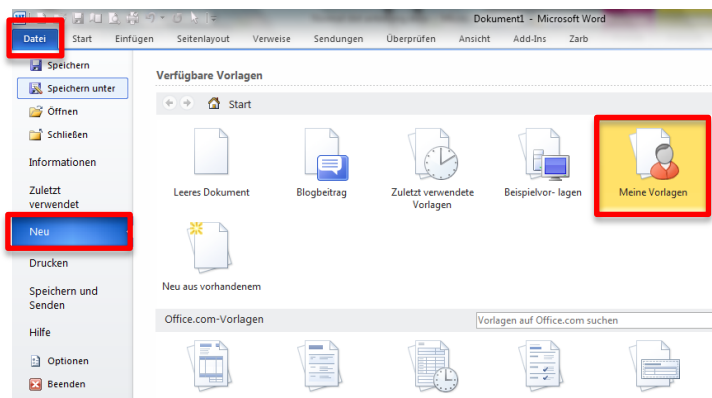 Dokument1 - Microsoft Word
Datei Start Einfügen Seitenlayout Verweise Sendungen Überprüfen Ansicht Add-Ins Zarb
Speichern
Speichern unter
Öffnen
Schließen
Informationen
Zuletzt
verwendet
Neu
Drucken
Speichern und
Senden
Hilfe
Optionen
Beenden
Verfügbare Vorlagen
Start
Leeres Dokument
Blogbeitrag
Zuletzt verwendete
Vorlagen
Beispielvor- lagen
Meine Vorlagen
Neu aus vorhandenem
Office.com-Vorlagen
Vorlagen auf Office.com suchen